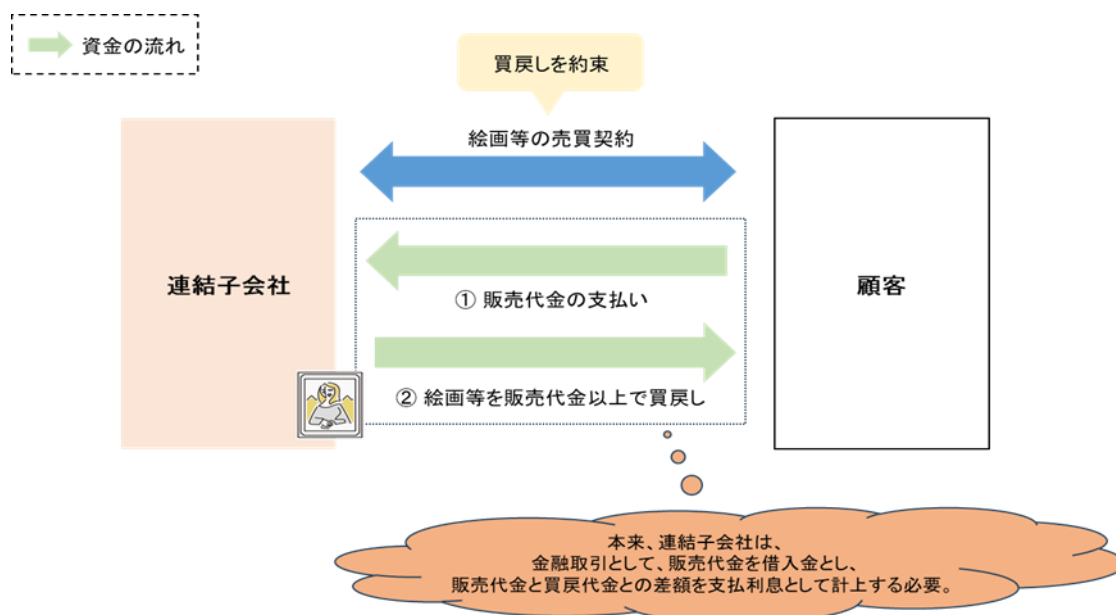 資金の流れ
買戻しを約束
絵画等の売買契約
連結子会社
顧客
① 販売代金の支払い
② 絵画等を販売代金以上で買戻し
本来、連結子会社は、
金融取引として、販売代金を借入金とし、
販売代金と買戻代金との差額を支払利息として計上する必要。